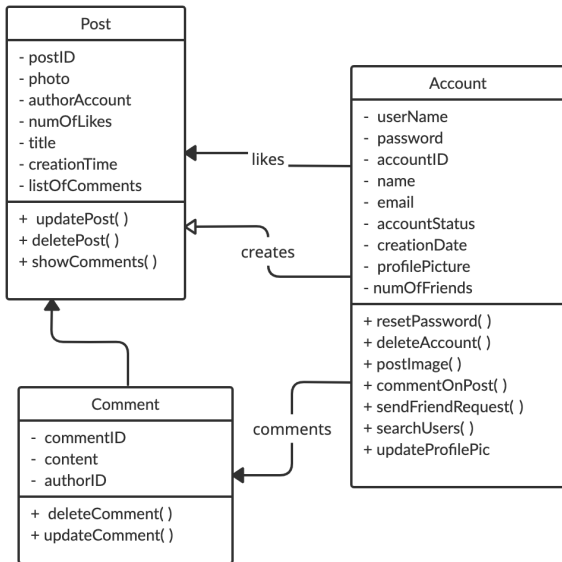 Post
- postID
- photo
- authorAccount
- numOfLikes
- title
- creationTime
- listOfComments
+ updatePost( )
+ deletePost( )
+ showComments( )
likes
creates
comments
Account
- userName
- password
- accountID
- name
- email
- accountStatus
- creationDate
- profilePicture
- numOfFriends
+ resetPassword( )
+ deleteAccount( )
+ postImage( )
+ commentOnPost( )
+ sendFriendRequest( )
+ searchUsers( )
+ updateProfilePic
Comment
- commentID
- content
- authorID
+ deleteComment( )
+ updateComment( )